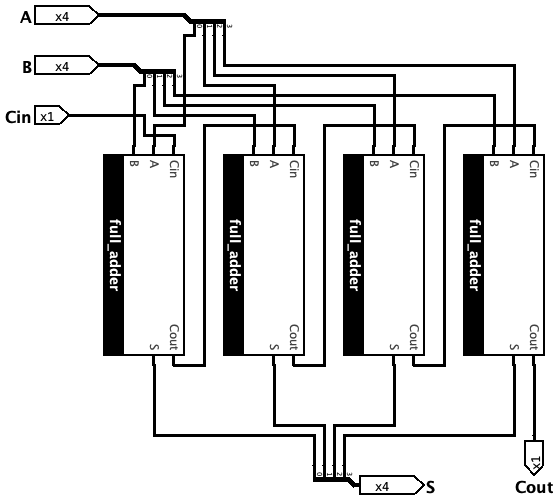 A x4
0 1 2 3
B x4
0 1 2 3
Cin x1
B A Cin
B A Cin
B A Cin
B A Cin
full_adder
full_adder
full_adder
full_adder
S Cout
S Cout
S Cout
S Cout
0 1 2 3
x4 S
x1
Cout